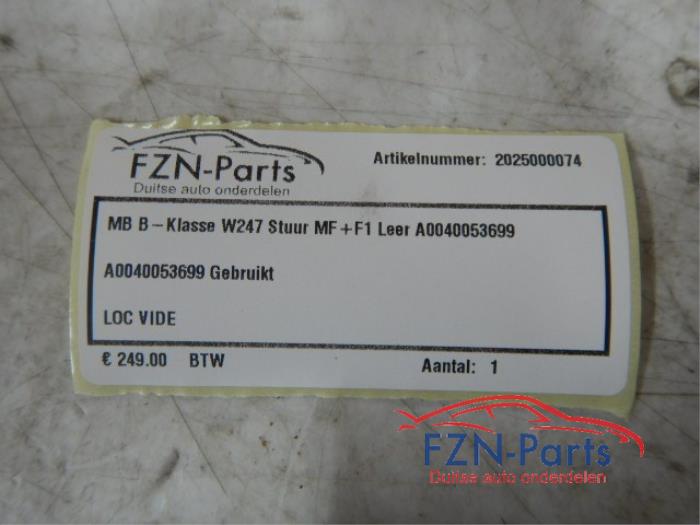 FZN-Parts
Duitse auto onderdelen
Artikelnummer: 2025000074
MB B-Klasse W247 Stuur MF+F1 Leer A0040053699
A0040053699 Gebruikt
LOC VIDE
€ 249.00 BTW
Aantal: 1
FZN-Parts
Duitse auto onderdelen